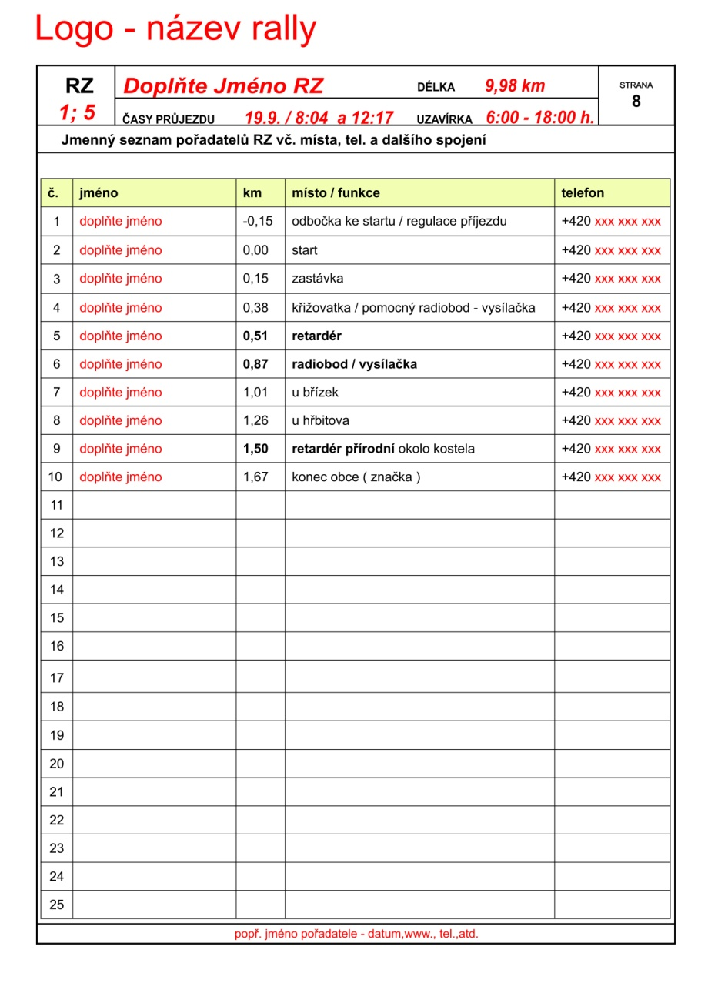 Logo - název rally
RZ Doplňte Jméno RZ DÉLKA 9,98 km STRANA
8
1; 5 ČASY PRŮJEZDU 19.9. / 8:04 a 12:17 UZAVÍRKA 6:00 - 18:00 h.
Jmenný seznam pořadatelů RZ vč. místa, tel. a dalšího spojení
č. jméno km místo / funkce telefon
1 doplňte jméno -0,15 odbočka ke startu / regulace příjezdu +420 xxx xxx xxx
2 doplňte jméno 0,00 start +420 xxx xxx xxx
3 doplňte jméno 0,15 zastávka +420 xxx xxx xxx
4 doplňte jméno 0,38 křižovatka / pomocný radiobod - vysílačka +420 xxx xxx xxx
5 doplňte jméno 0,51 retardér +420 xxx xxx xxx
6 doplňte jméno 0,87 radiobod / vysílačka +420 xxx xxx xxx
7 doplňte jméno 1,01 u břízek +420 xxx xxx xxx
8 doplňte jméno 1,26 u hřbitova +420 xxx xxx xxx
9 doplňte jméno 1,50 retardér přírodní okolo kostela +420 xxx xxx xxx
10 doplňte jméno 1,67 konec obce ( značka ) +420 xxx xxx xxx
11
12
13
14
15
16
17
18
19
20
21
22
23
24
25
popř. jméno pořadatele - datum,www., tel.,atd.